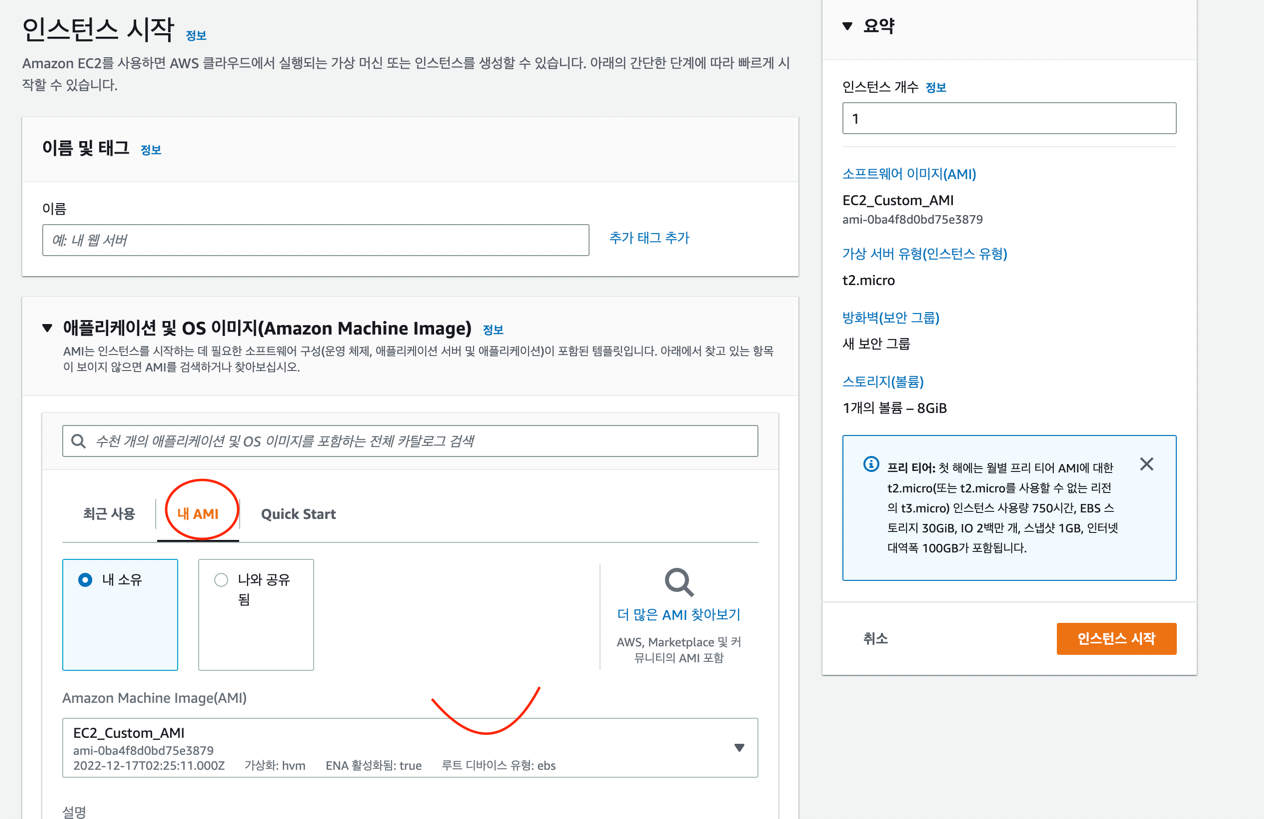 인스턴스 시작 정보
Amazon EC2를 사용하면 AWS 클라우드에서 실행되는 가상 머신 또는 인스턴스를 생성할 수 있습니다. 아래의 간단한 단계에 따라 빠르게 시
작할 수 있습니다.
이름 및 태그 정보
이름
예: 내 웹 서버
추가 태그 추가
애플리케이션 및 OS 이미지(Amazon Machine Image) 정보
AMI는 인스턴스를 시작하는 데 필요한 소프트웨어 구성(운영 체제, 애플리케이션 서버 및 애플리케이션)이 포함된 템플릿입니다. 아래에서 찾고 있는 항목
이 보이지 않으면 AMI를 검색하거나 찾아보십시오.
수천 개의 애플리케이션 및 OS 이미지를 포함하는 전체 카탈로그 검색
최근 사용
내 AMI
Quick Start
내 소유
나와 공유
됨
더 많은 AMI 찾아보기
AWS, Marketplace 및 커
뮤니티의 AMI 포함
Amazon Machine Image(AMI)
EC2_Custom_AMI
ami-0ba4f8d0bd75e3879
2022-12-17T02:25:11.000Z 가상화: hvm ENA 활성화됨: true 루트 디바이스 유형: ebs
설명
요약
인스턴스 개수 정보
1
소프트웨어 이미지(AMI)
EC2_Custom_AMI
ami-0ba4f8d0bd75e3879
가상 서버 유형(인스턴스 유형)
t2.micro
방화벽(보안 그룹)
새 보안 그룹
스토리지(볼륨)
1개의 볼륨 – 8GiB
프리 티어: 첫 해에는 월별 프리 티어 AMI에 대한
t2.micro(또는 t2.micro를 사용할 수 없는 리전
의 t3.micro) 인스턴스 사용량 750시간, EBS 스
토리지 30GiB, IO 2백만 개, 스냅샷 1GB, 인터넷
대역폭 100GB가 포함됩니다.
취소
인스턴스 시작